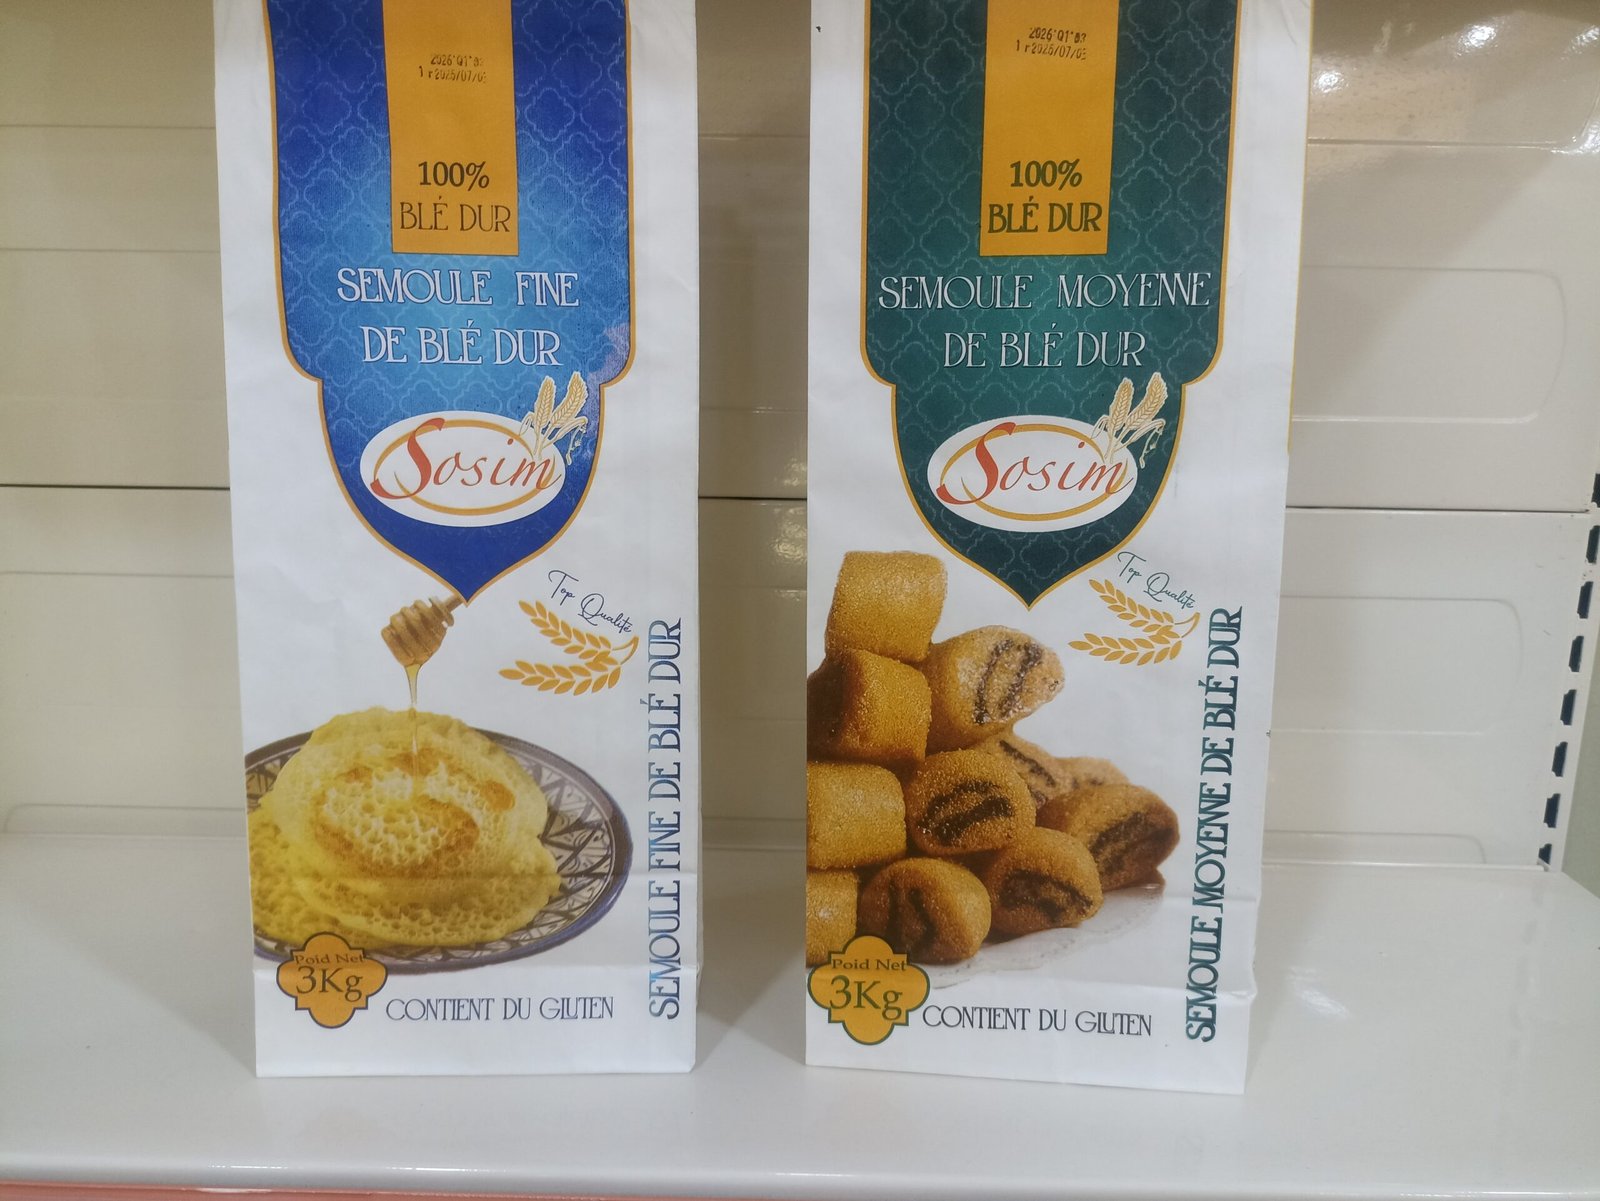 100%
BLÉ DUR
SEMOULE FINE
DE BLÉ DUR
Sosim
Top Qualité
SEMOULE FINE DE BLÉ DUR
Poid Net
3Kg
CONTIENT DU GLUTEN
100%
BLÉ DUR
SEMOULE MOYENNE
DE BLÉ DUR
Sosim
Top Qualité
SEMOULE MOYENNE DE BLÉ DUR
Poid Net
3Kg
CONTIENT DU GLUTEN